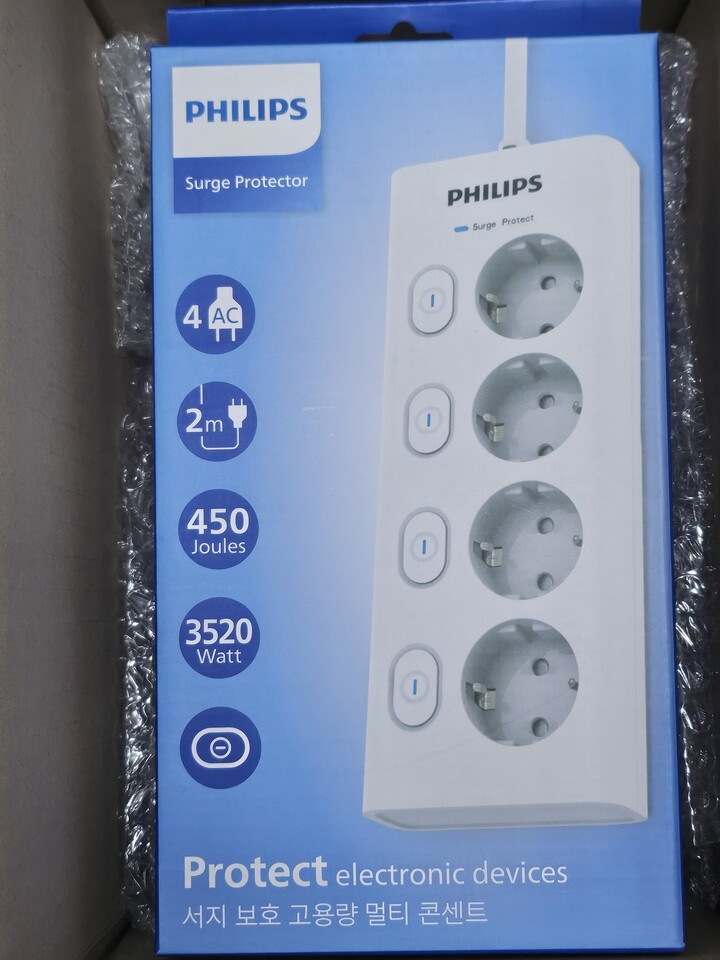 PHILIPS
Surge Protector
PHILIPS
Surge Protect
4 AC
2m
450
Joules
3520
Watt
Protect electronic devices
서지 보호 고용량 멀티 콘센트